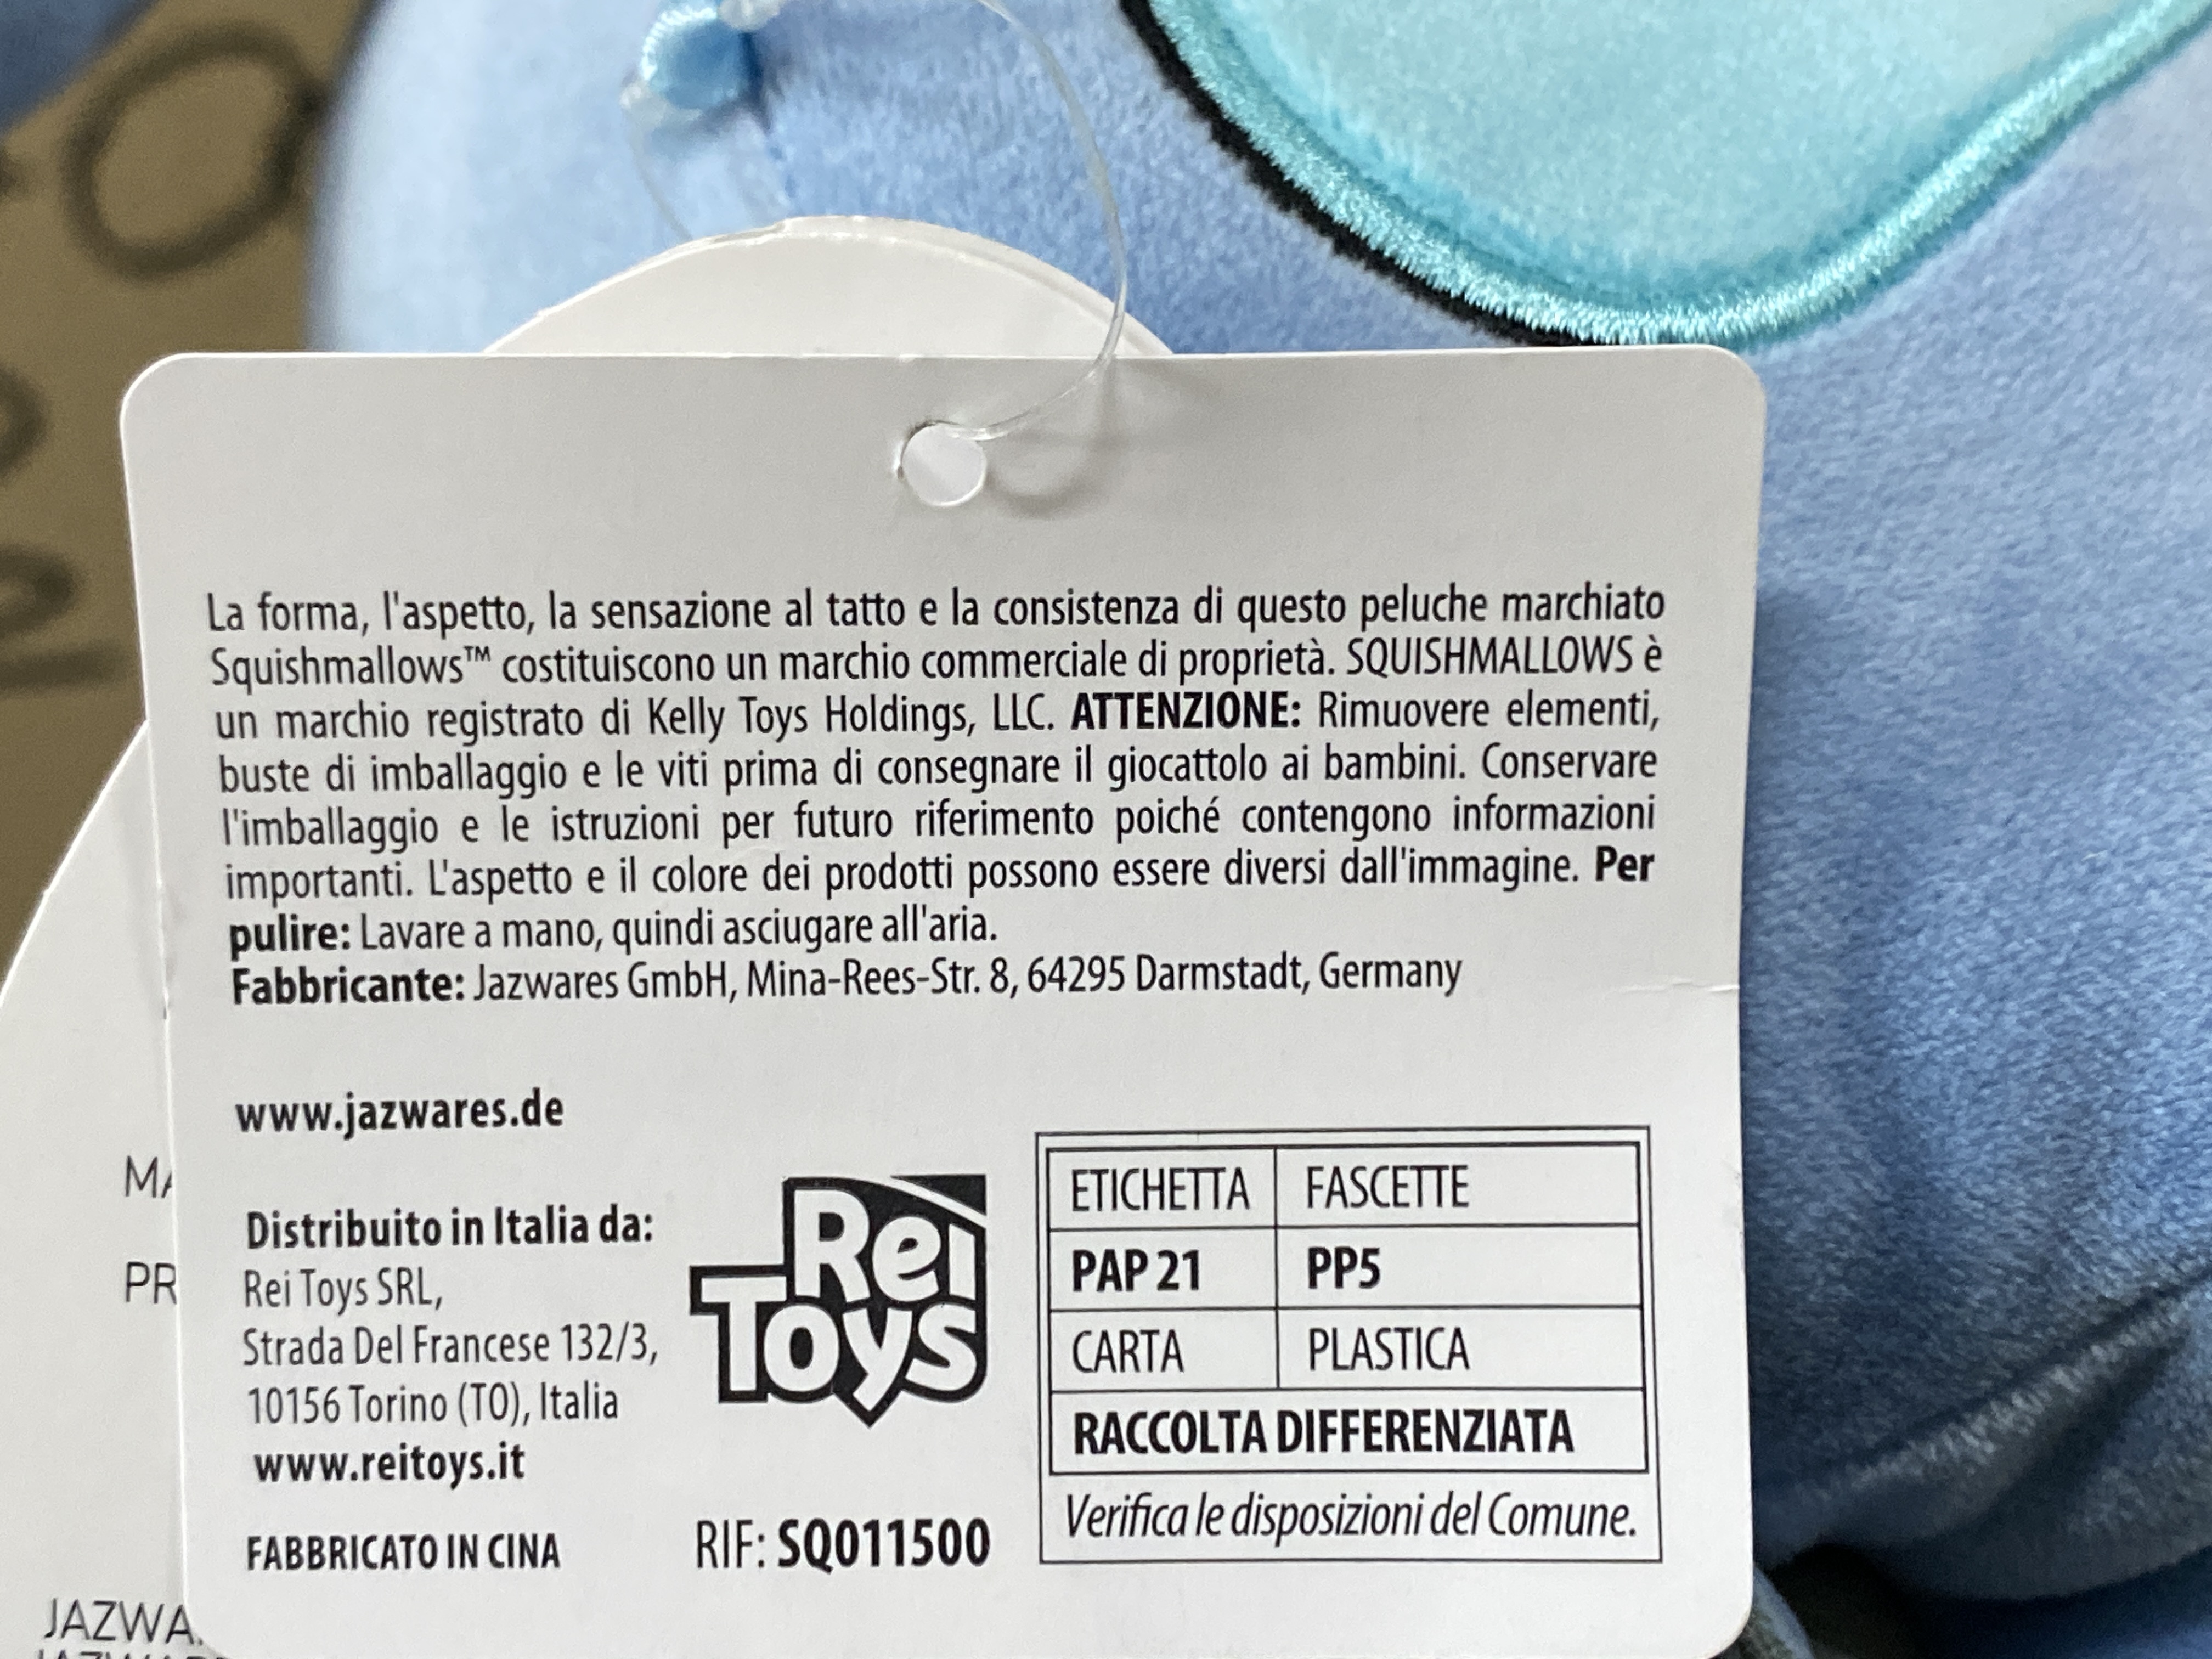 La forma, l'aspetto, la sensazione al tatto e la consistenza di questo peluche marchiato
Squishmallows™ costituiscono un marchio commerciale di proprietà. SQUISHMALLOWS è
un marchio registrato di Kelly Toys Holdings, LLC. ATTENZIONE: Rimuovere elementi,
buste di imballaggio e le viti prima di consegnare il giocattolo ai bambini. Conservare
l'imballaggio e le istruzioni per futuro riferimento poiché contengono informazioni
importanti. L'aspetto e il colore dei prodotti possono essere diversi dall'immagine. Per
pulire: Lavare a mano, quindi asciugare all'aria.
Fabbricante: Jazwares GmbH, Mina-Rees-Str. 8, 64295 Darmstadt, Germany
www.jazwares.de
Distribuito in Italia da:
Rei Toys SRL,
Strada Del Francese 132/3,
10156 Torino (TO), Italia
www.reitoys.it
FABBRICATO IN CINA
Rei
Toys
RIF: SQ011500
ETICHETTA FASCETTE
PAP 21 PP5
CARTA PLASTICA
RACCOLTA DIFFERENZIATA
Verifica le disposizioni del Comune.
MA
PR
JAZWA